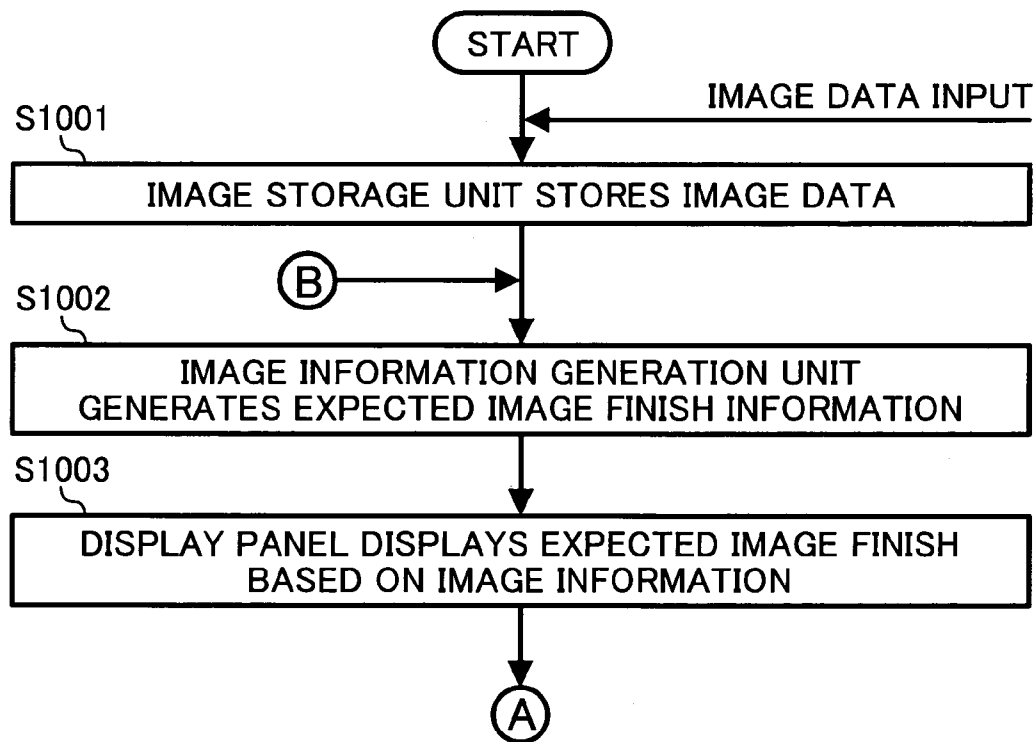 START
IMAGE DATA INPUT
S1001
IMAGE STORAGE UNIT STORES IMAGE DATA
B
S1002
IMAGE INFORMATION GENERATION UNIT
GENERATES EXPECTED IMAGE FINISH INFORMATION
S1003
DISPLAY PANEL DISPLAYS EXPECTED IMAGE FINISH
BASED ON IMAGE INFORMATION
A